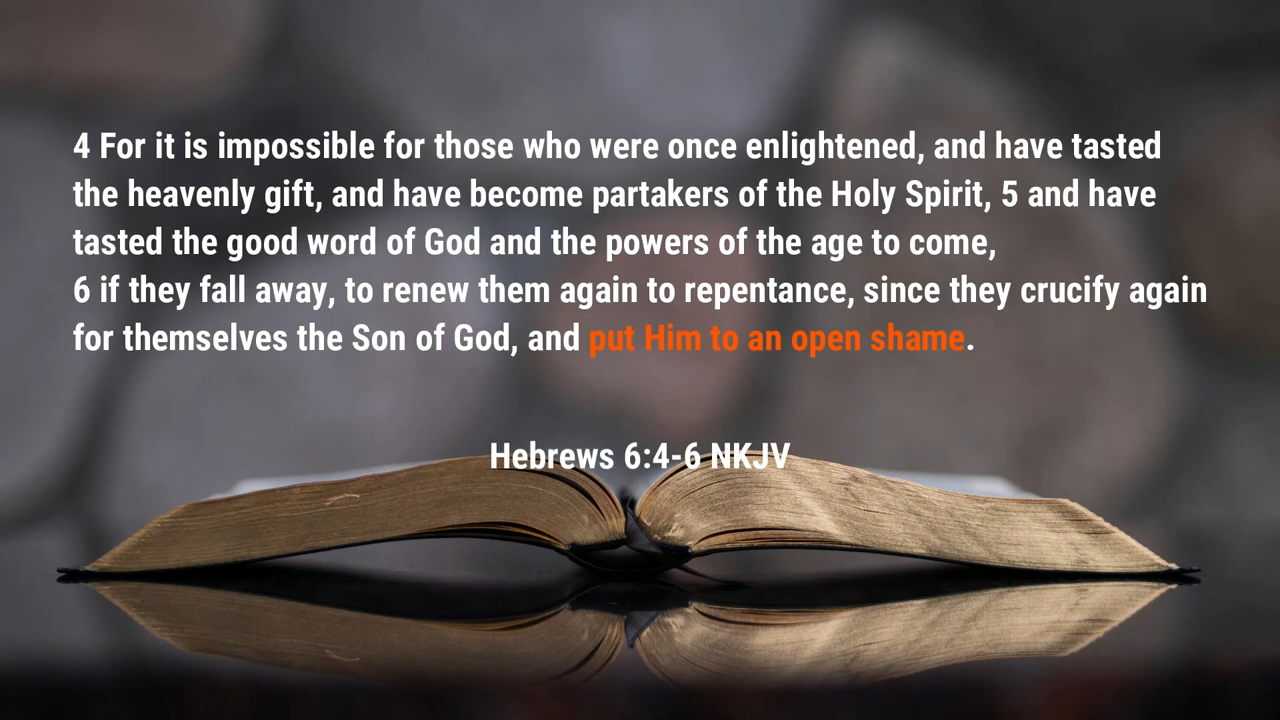 4 For it is impossible for those who were once enlightened, and have tasted
the heavenly gift, and have become partakers of the Holy Spirit, 5 and have
tasted the good word of God and the powers of the age to come,
6 if they fall away, to renew them again to repentance, since they crucify again
for themselves the Son of God, and put Him to an open shame.
Hebrews 6:4-6 NKJV